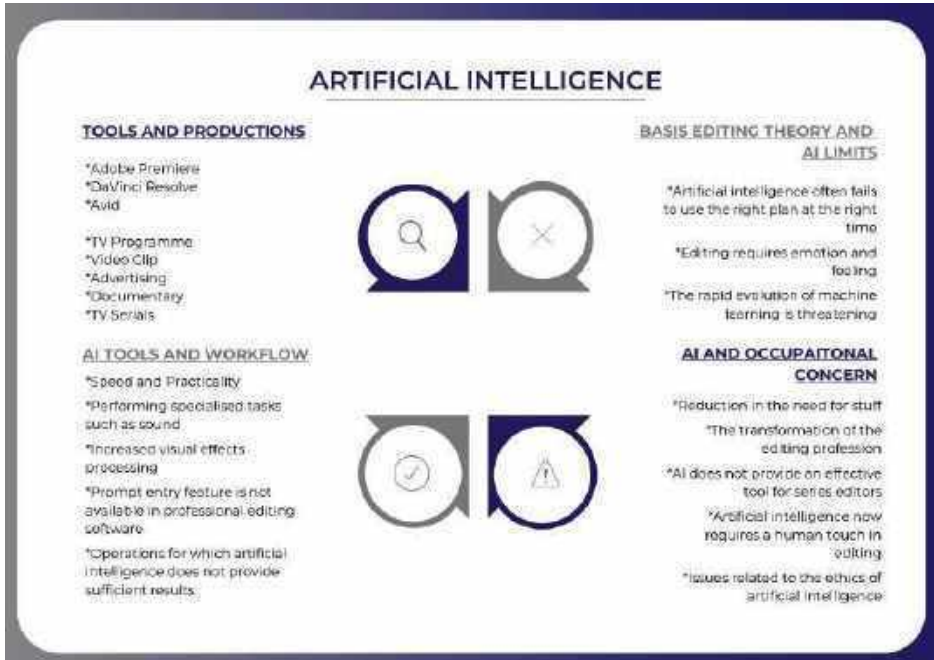 ARTIFICIAL INTELLIGENCE
TOOLS AND PRODUCTIONS
*Adobe Premiere
*DaVinci Resolve
*Avid
*TV Programme
*Video Clip
*Advertising
*Documentary
*TV Serials
BASIS EDITING THEORY AND
AI LIMITS
*Artificial intelligence often fails
to use the right plan at the right
time
*Editing requires emotion and
feeling
*The rapid evolution of machine
learning is threatening
AI TOOLS AND WORKFLOW
*Speed and Practicality
*Performing specialised tasks
such as sound
*Increased visual effects
processing
*Prompt entry feature is not
available in professional editing
software
*Operations for which artificial
intelligence does not provide
sufficient results
AI AND OCCUPAITONAL
CONCERN
*Reduction in the need for stuff
*The transformation of the
editing profession
*AI does not provide an effective
tool for series editors
*Artificial intelligence now
requires a human touch in
editing
*Issues related to the ethics of
artificial intelligence